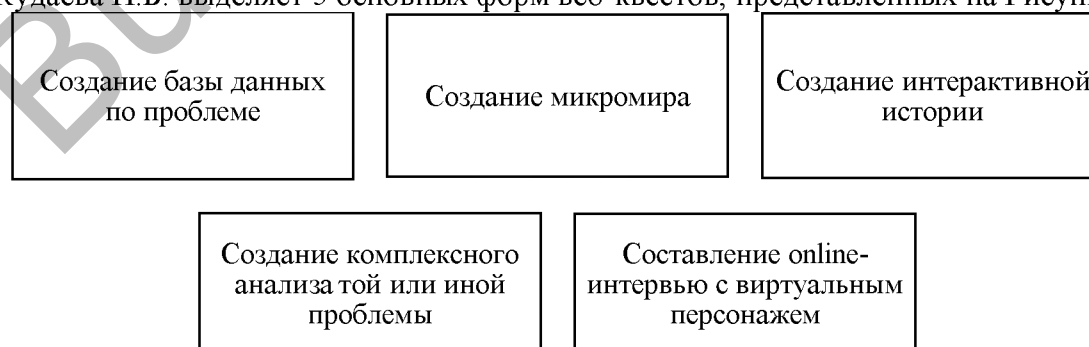 выделяет 5 основных форм веб-квестов, представленных на
Создание базы данных
по проблеме
Создание микромира
Создание интерактивной
истории
Создание комплексного
анализа той или иной
проблемы
Составление online-
интервью с виртуальным
персонажем